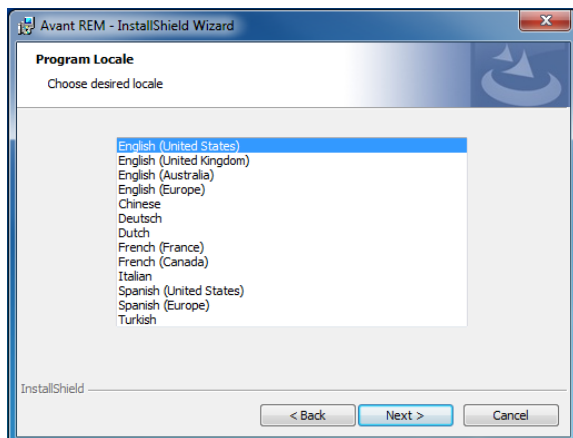 Avant REM - InstallShield Wizard
Program Locale
Choose desired locale
English (United States)
English (United Kingdom)
English (Australia)
English (Europe)
Chinese
Deutsch
Dutch
French (France)
French (Canada)
Italian
Spanish (United States)
Spanish (Europe)
Turkish
InstallShield
< Back Next > Cancel